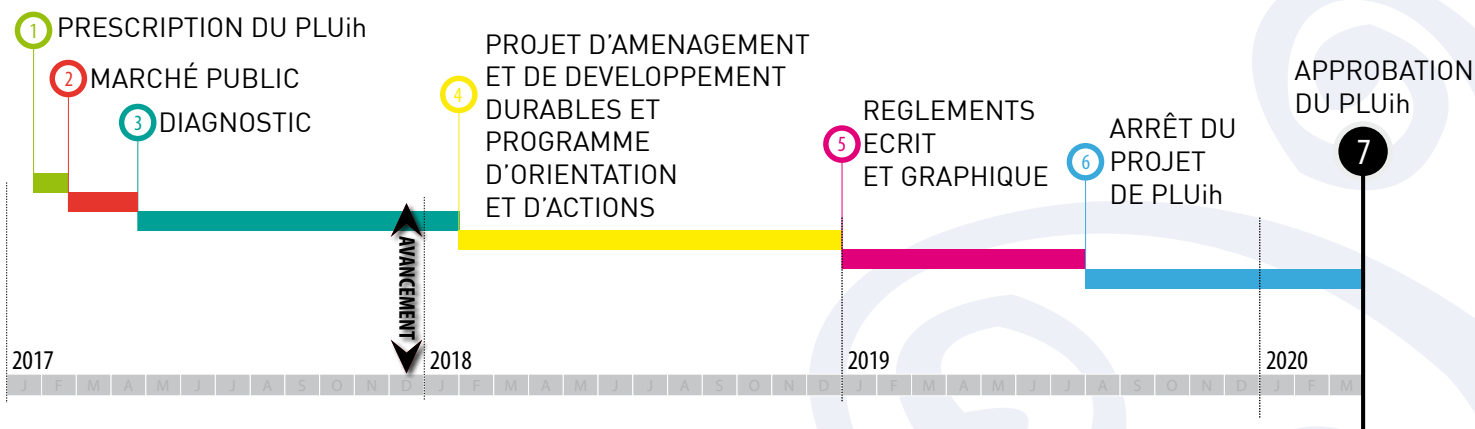 1 PRESCRIPTION DU PLUih
2 MARCHÉ PUBLIC
3 DIAGNOSTIC
4 PROJET D'AMENAGEMENT
ET DE DEVELOPPEMENT
DURABLES ET
PROGRAMME
D'ORIENTATION
ET D'ACTIONS
5 REGLEMENTS
ECRIT
ET GRAPHIQUE
6 ARRÊT DU
PROJET
DE PLUih
APPROBATION
DU PLUih
7
AVANCEMENT
2017
2018
2019
2020
J F M A M J J A S O N D J F M A M J J A S O N D J F M A M J J A S O N D J F M